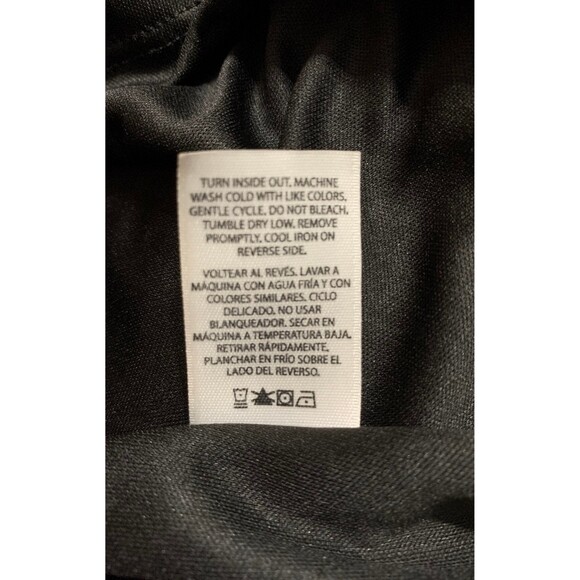 TURN INSIDE OUT. MACHINE
WASH COLD WITH LIKE COLORS.
GENTLE CYCLE. DO NOT BLEACH.
TUMBLE DRY LOW. REMOVE
PROMPTLY. COOL IRON ON
REVERSE SIDE.
VOLTEAR AL REVÉS. LAVAR A
MÁQUINA CON AGUA FRÍA Y CON
COLORES SIMILARES. CICLO
DELICADO. NO USAR
BLANQUEADOR. SECAR EN
MÁQUINA A TEMPERATURA BAJA.
RETIRAR RÁPIDAMENTE.
PLANCHAR EN FRÍO SOBRE EL
LADO DEL REVERSO.